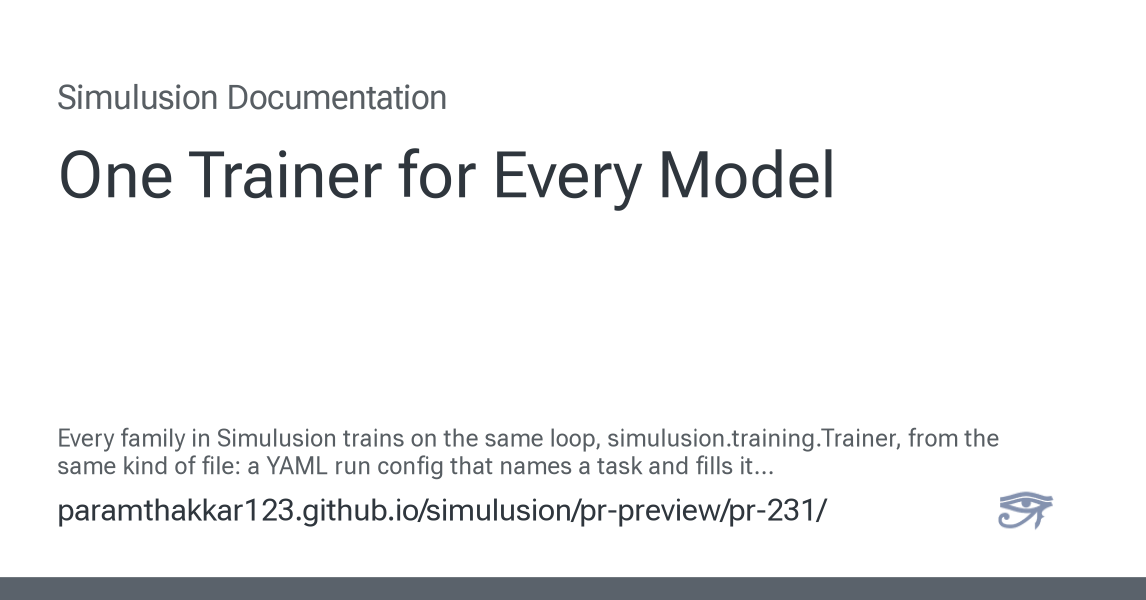 Simulusion Documentation
One Trainer for Every Model
Every family in Simulusion trains on the same loop, simulusion.training.Trainer, from the
same kind of file: a YAML run config that names a task and fills it...
paramthakkar123.github.io/simulusion/pr-preview/pr-231/